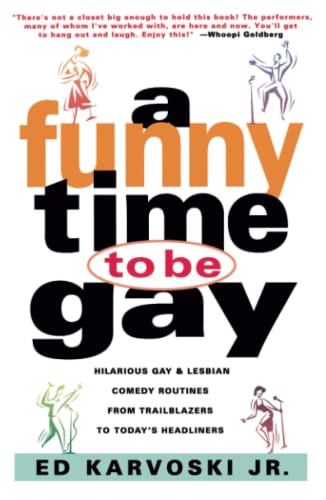 "There's not a closet big enough to hold this book! The performers,
many of whom I've worked with, are here and now. You'll get
to hang out and laugh. Enjoy this!" —Whoopi Goldberg
a
funny
time
to be
gay
HILARIOUS GAY & LESBIAN
COMEDY ROUTINES
FROM TRAILBLAZERS
TO TODAY'S HEADLINERS
ED KARVOSKI JR.